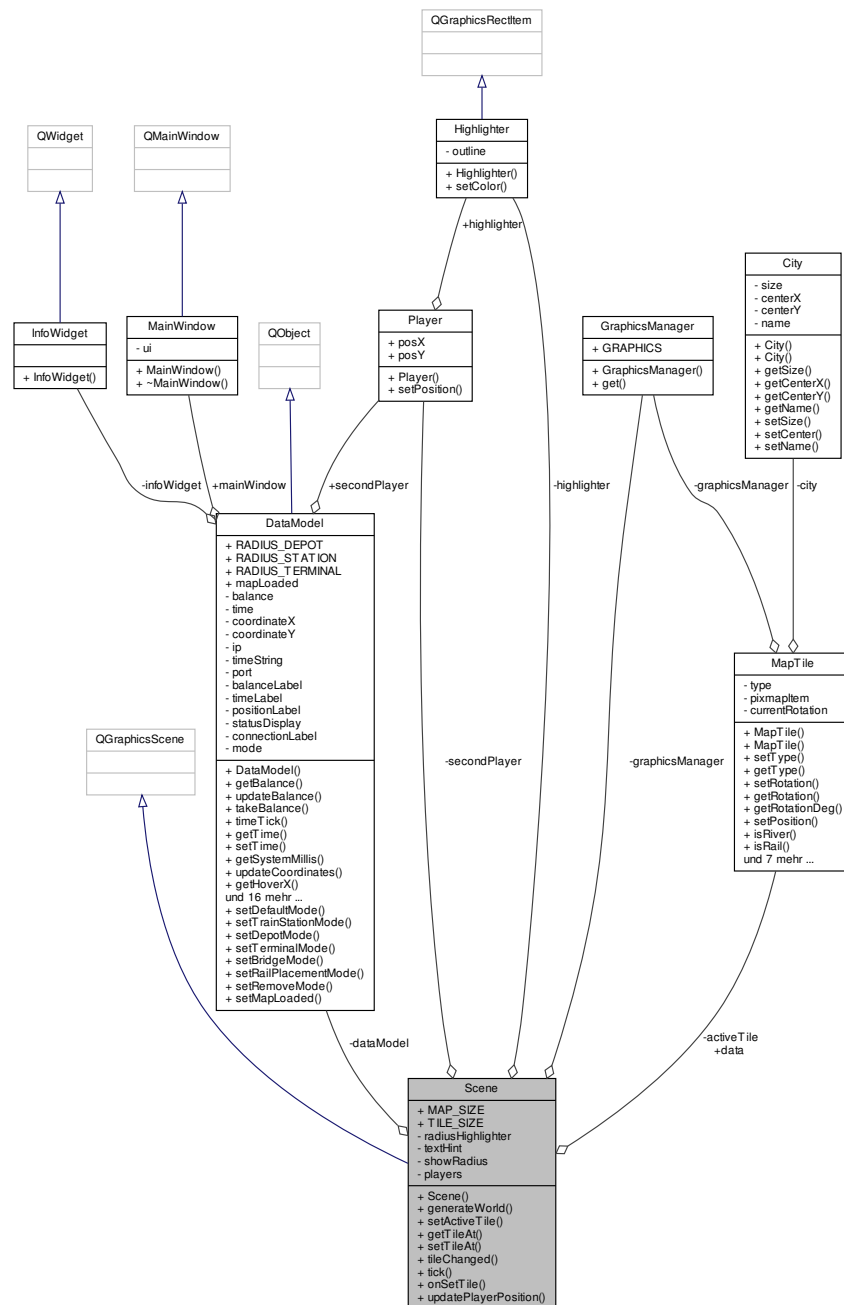 QGraphicsRectItem
Highlighter
- outline
+ Highlighter()
+ setColor()
QWidget
QMainWindow
+highlighter
City
- size
- centerX
- centerY
- name
+ City()
+ City()
+ getSize()
+ getCenterX()
+ getCenterY()
+ getName()
+ setSize()
+ setCenter()
+ setName()
InfoWidget
+ InfoWidget()
MainWindow
- ui
+ MainWindow()
+ ~MainWindow()
QObject
Player
+ posX
+ posY
+ Player()
+ setPosition()
GraphicsManager
+ GRAPHICS
+ GraphicsManager()
+ get()
-infoWidget
+mainWindow
+secondPlayer
-highlighter
-graphicsManager
-city
DataModel
+ RADIUS_DEPOT
+ RADIUS_STATION
+ RADIUS_TERMINAL
+ mapLoaded
- balance
- time
- coordinateX
- coordinateY
- ip
- timeString
- port
- balanceLabel
- timeLabel
- positionLabel
- statusDisplay
- connectionLabel
- mode
+ DataModel()
+ getBalance()
+ updateBalance()
+ takeBalance()
+ timeTick()
+ getTime()
+ setTime()
+ getSystemMillis()
+ updateCoordinates()
+ getHoverX()
und 16 mehr ...
+ setDefaultMode()
+ setTrainStationMode()
+ setDepotMode()
+ setTerminalMode()
+ setBridgeMode()
+ setRailPlacementMode()
+ setRemoveMode()
+ setMapLoaded()
MapTile
- type
- pixmapItem
- currentRotation
+ MapTile()
+ MapTile()
+ setType()
+ getType()
+ setRotation()
+ getRotation()
+ getRotationDeg()
+ setPosition()
+ isRiver()
+ isRail()
und 7 mehr ...
QGraphicsScene
-secondPlayer
-graphicsManager
-dataModel
-activeTile
+data
Scene
+ MAP_SIZE
+ TILE_SIZE
- radiusHighlighter
- textHint
- showRadius
- players
+ Scene()
+ generateWorld()
+ setActiveTile()
+ getTileAt()
+ setTileAt()
+ tileChanged()
+ tick()
+ onSetTile()
+ updatePlayerPosition()